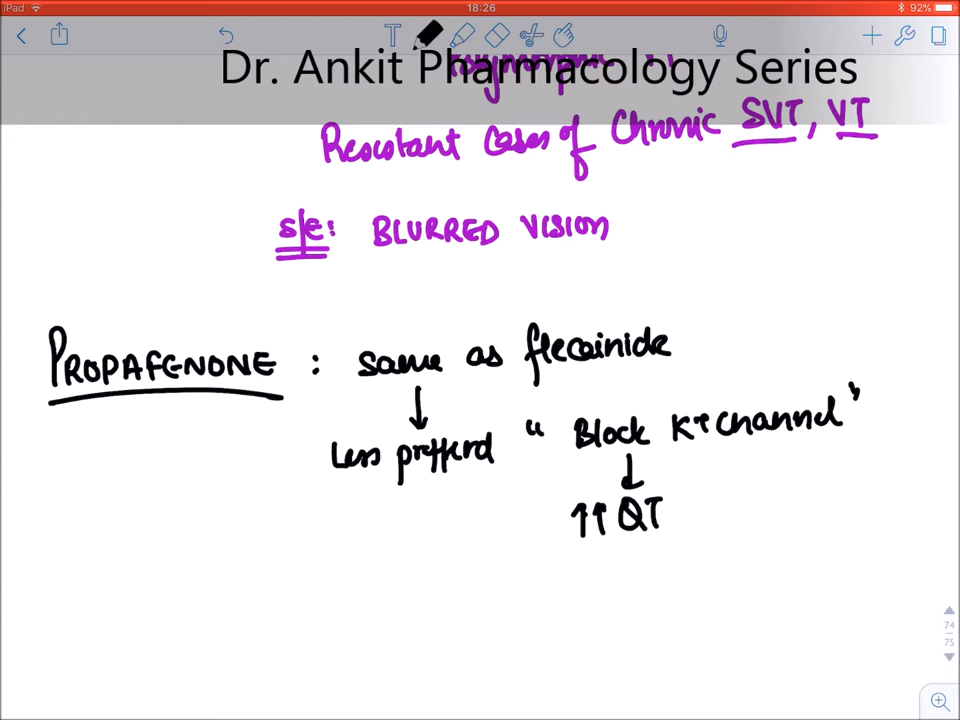 iPad 18:26 92%
Dr. Ankit Pharmacology Series
Resistant Cases of Chronic SVT, VT
S/E: BLURRED VISION
PROPAFENONE : same as flecainide
↓
Less prefferd " Block K+ channel "
↓
↑↑ QT
74
75